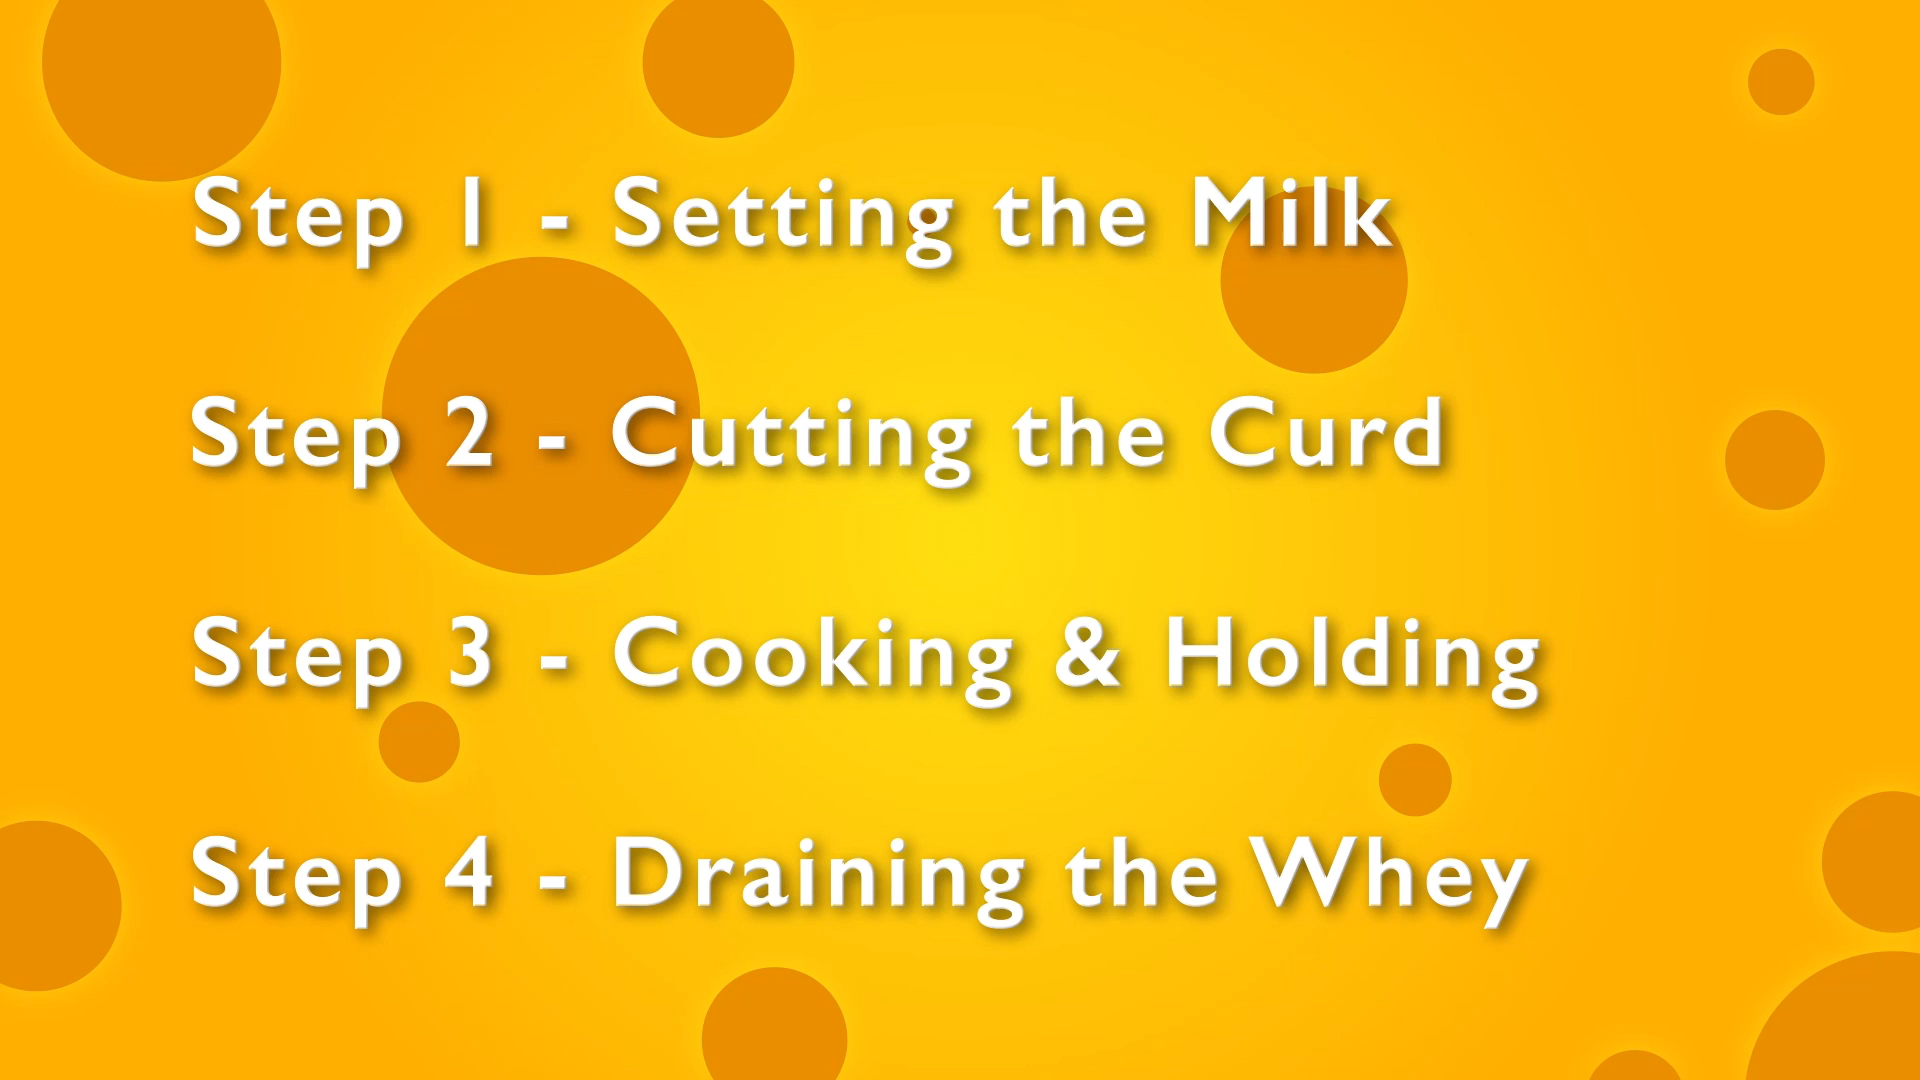 Step 1 - Setting the Milk
Step 2 - Cutting the Curd
Step 3 - Cooking & Holding
Step 4 - Draining the Whey